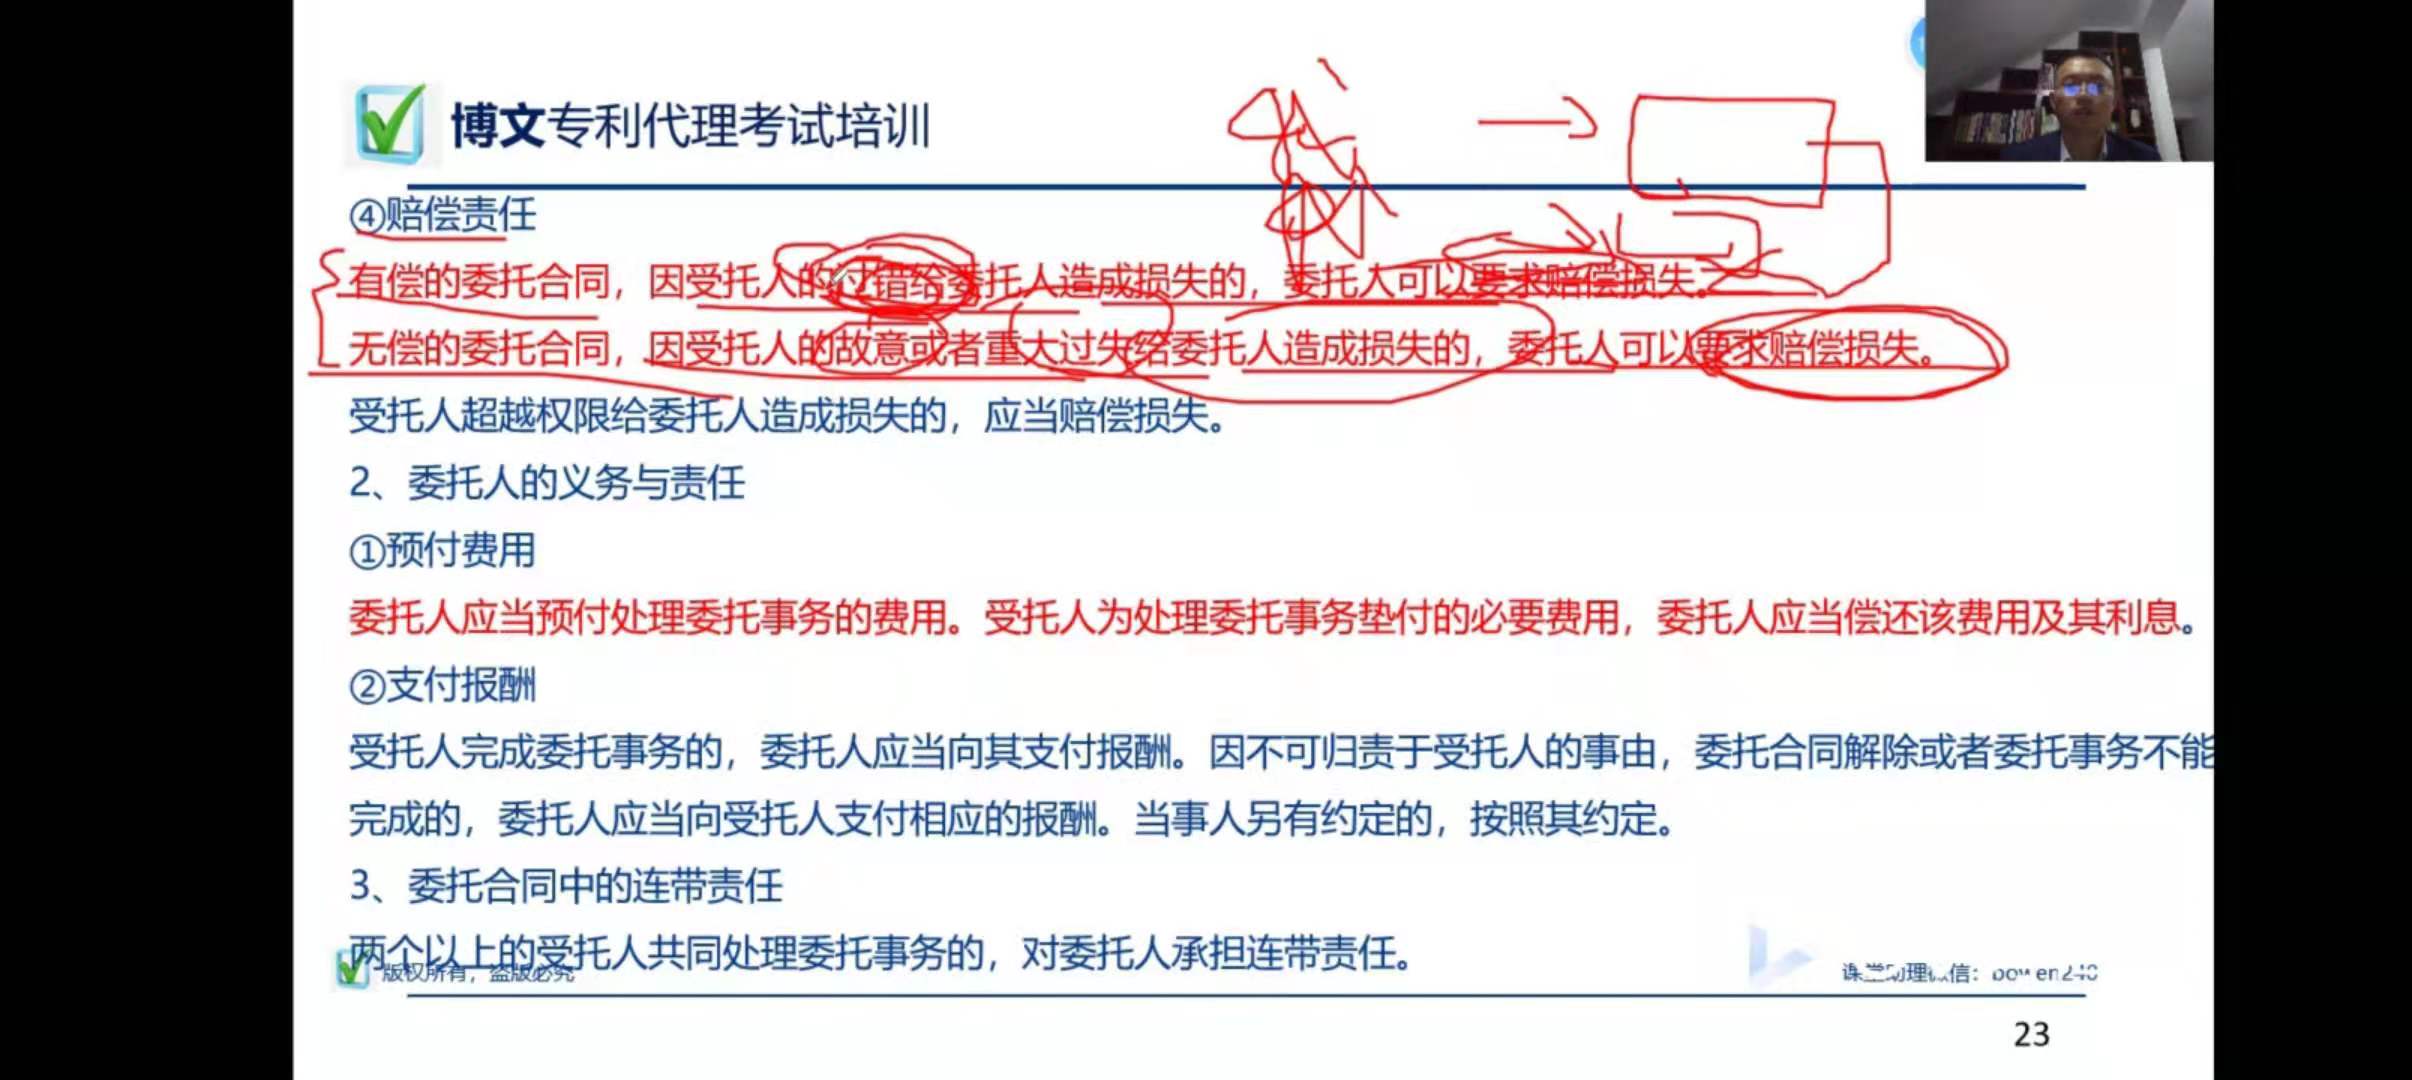 博文专利代理考试培训
④赔偿责任
有偿的委托合同，因受托人的过错给委托人造成损失的，委托人可以要求赔偿损失。
无偿的委托合同，因受托人的故意或者重大过失给委托人造成损失的，委托人可以要求赔偿损失。
受托人超越权限给委托人造成损失的，应当赔偿损失。
2、委托人的义务与责任
①预付费用
委托人应当预付处理委托事务的费用。受托人为处理委托事务垫付的必要费用，委托人应当偿还该费用及其利息。
②支付报酬
受托人完成委托事务的，委托人应当向其支付报酬。因不可归责于受托人的事由，委托合同解除或者委托事务不能
完成的，委托人应当向受托人支付相应的报酬。当事人另有约定的，按照其约定。
3、委托合同中的连带责任
两个以上的受托人共同处理委托事务的，对委托人承担连带责任。
版权所有，盗版必究
课堂助理微信：
23